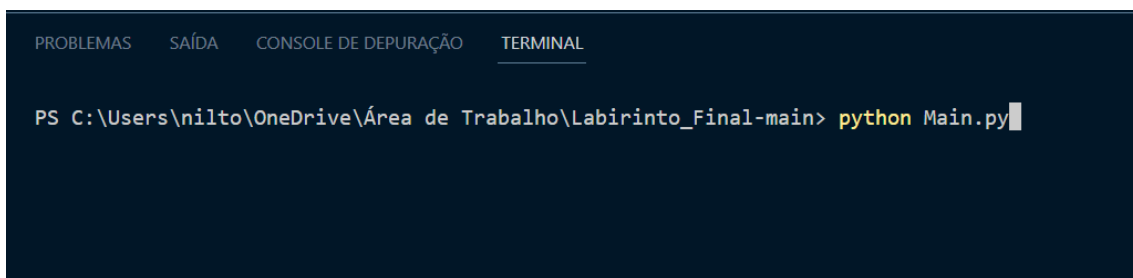 PROBLEMAS SAÍDA CONSOLE DE DEPURAÇÃO TERMINAL
PS C:\Users\nilto\OneDrive\Área de Trabalho\Labirinto_Final-main> python Main.py